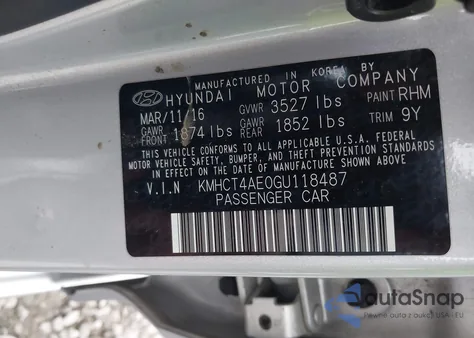 MANUFACTURED IN KOREA BY
HYUNDAI MOTOR COMPANY
MAR/11/16 GVWR 3527 lbs PAINT RHM
GAWR FRONT 1874 lbs GAWR REAR 1852 lbs TRIM 9Y
THIS VEHICLE CONFORMS TO ALL APPLICABLE U.S.A. FEDERAL
MOTOR VEHICLE SAFETY, BUMPER, AND THEFT PREVENTION STANDARDS
IN EFFECT ON THE DATE OF MANUFACTURE SHOWN ABOVE
V.I.N KMHCT4AE0GU118487
PASSENGER CAR
autaSnap